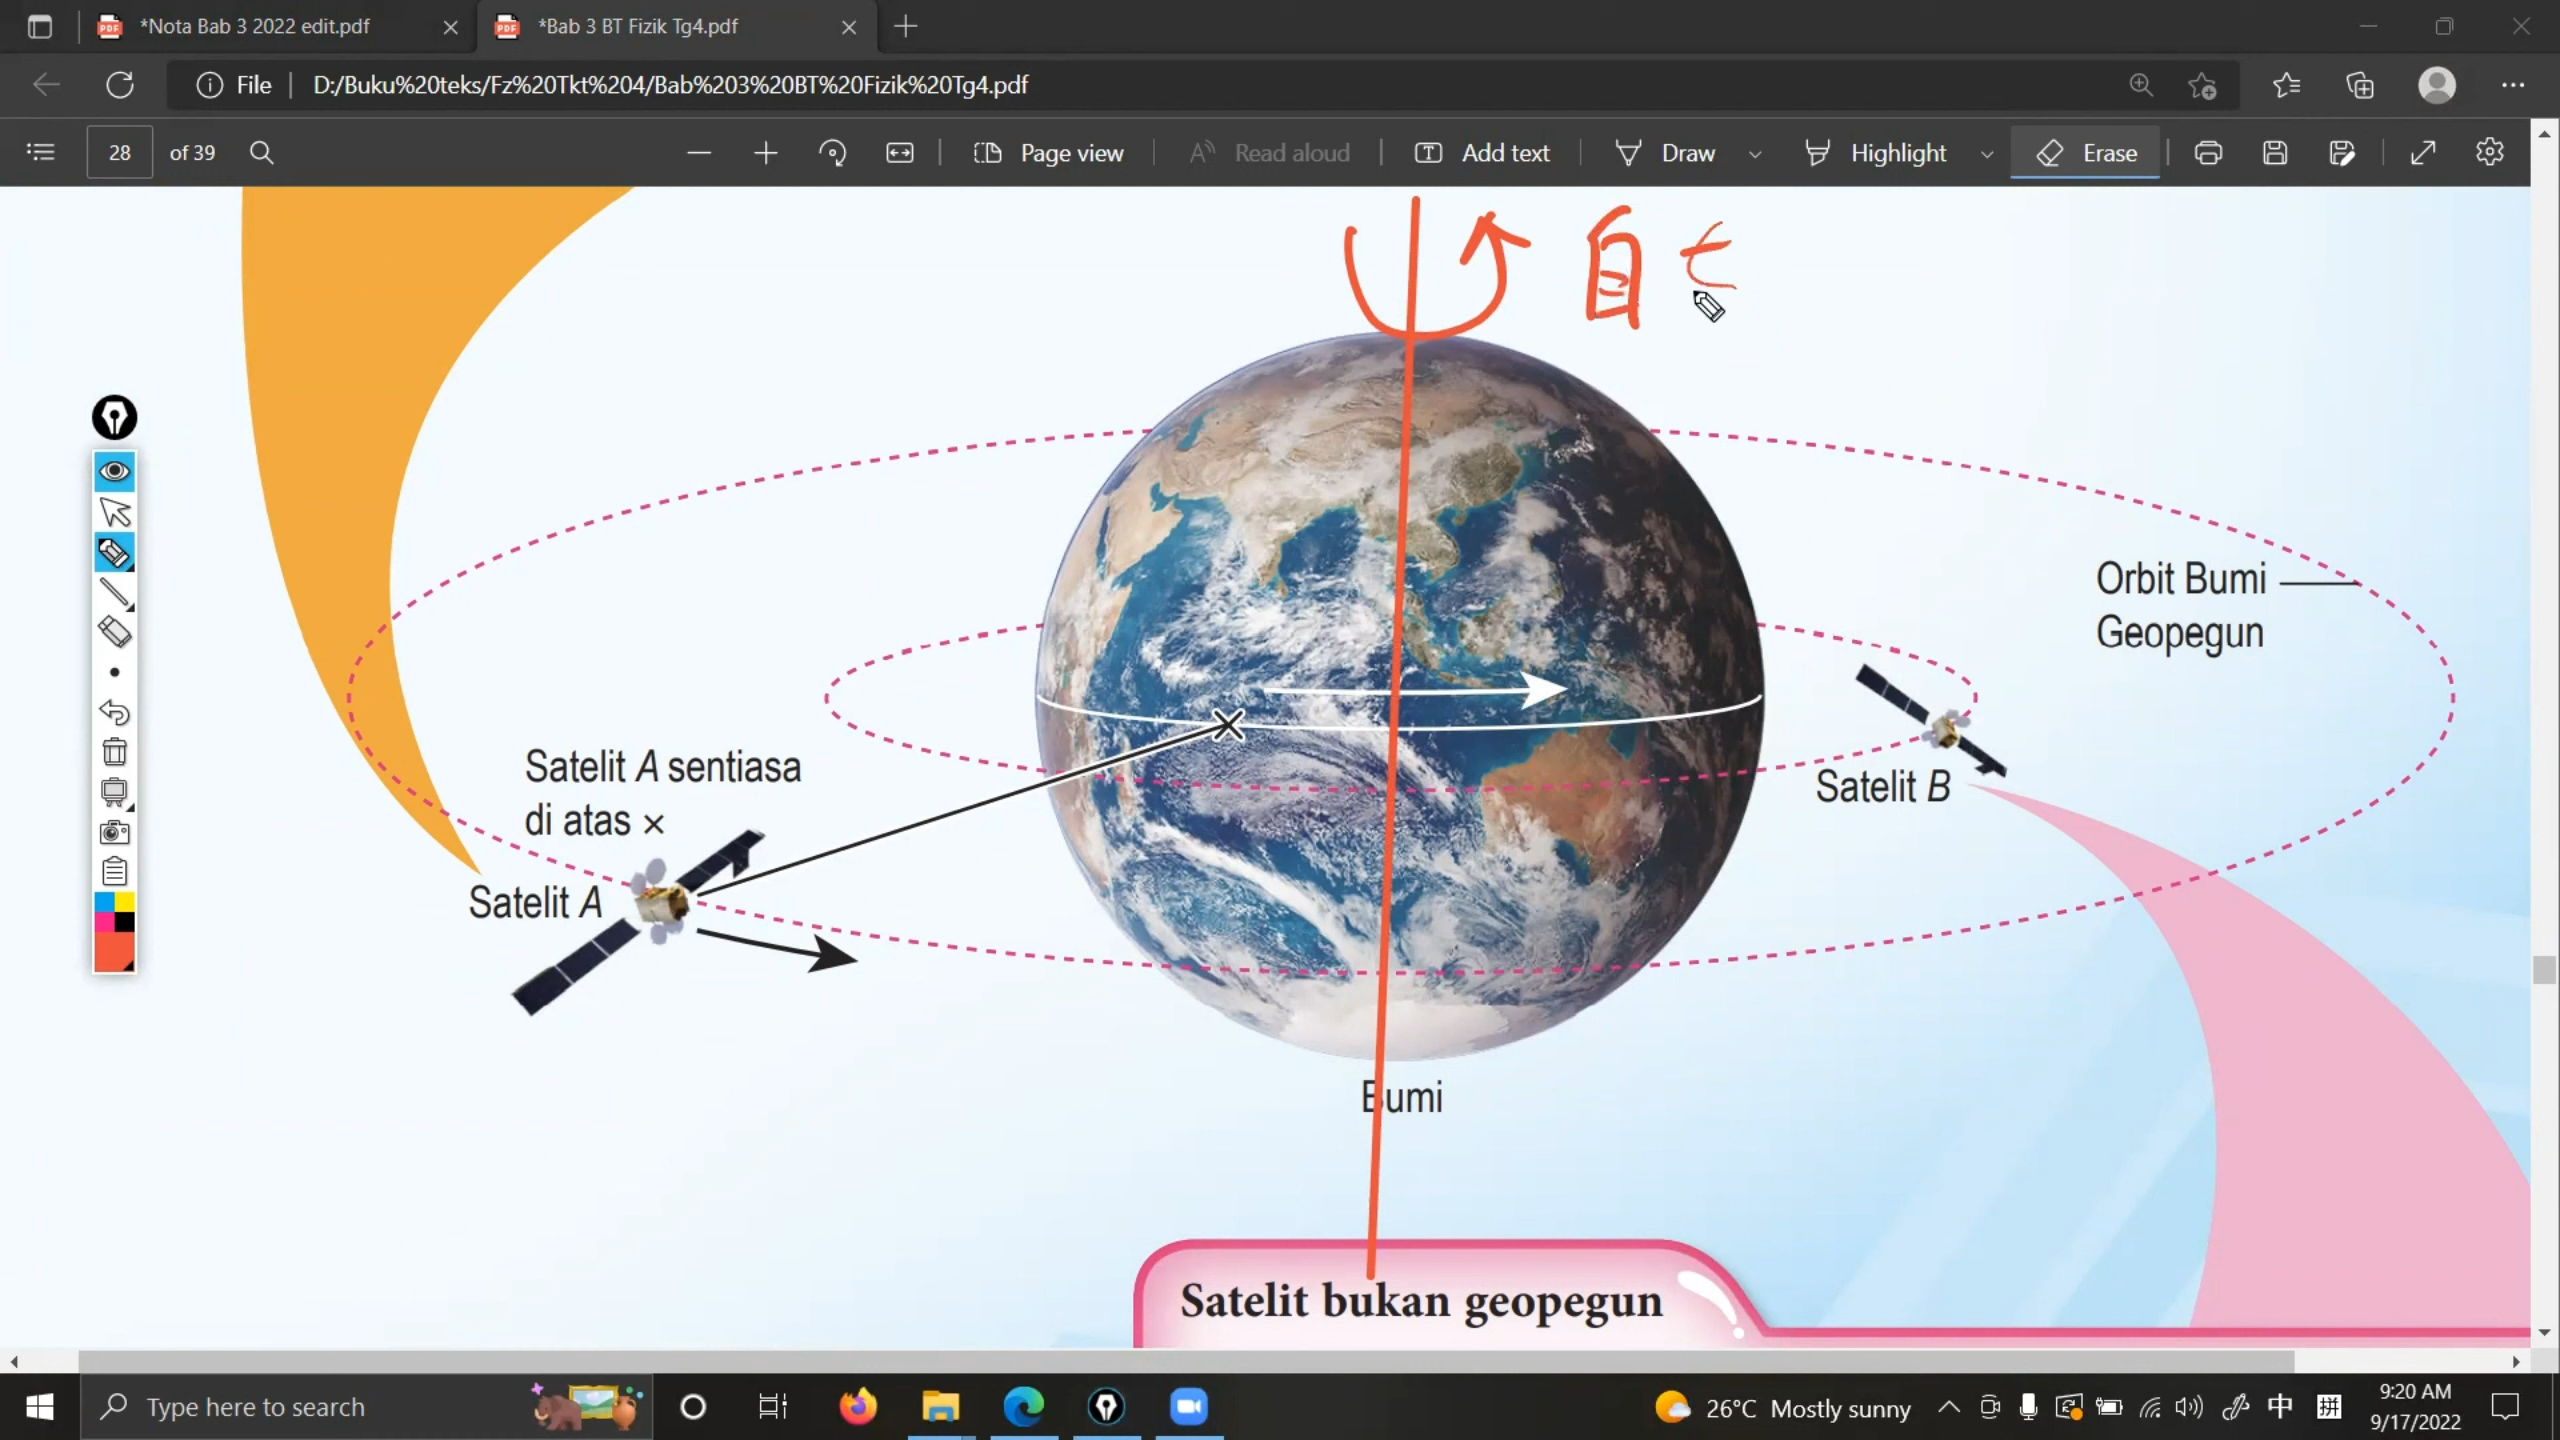 *Nota Bab 3 2022 edit.pdf
*Bab 3 BT Fizik Tg4.pdf
File
D:/Buku%20teks/Fz%20Tkt%204/Bab%203%20BT%20Fizik%20Tg4.pdf
28 of 39
Page view
Read aloud
Add text
Draw
Highlight
Erase
自
Orbit Bumi
Geopegun
Satelit A sentiasa
di atas ×
Satelit A
Satelit B
Bumi
Satelit bukan geopegun
Type here to search
26°C Mostly sunny
中
拼
9:20 AM
9/17/2022